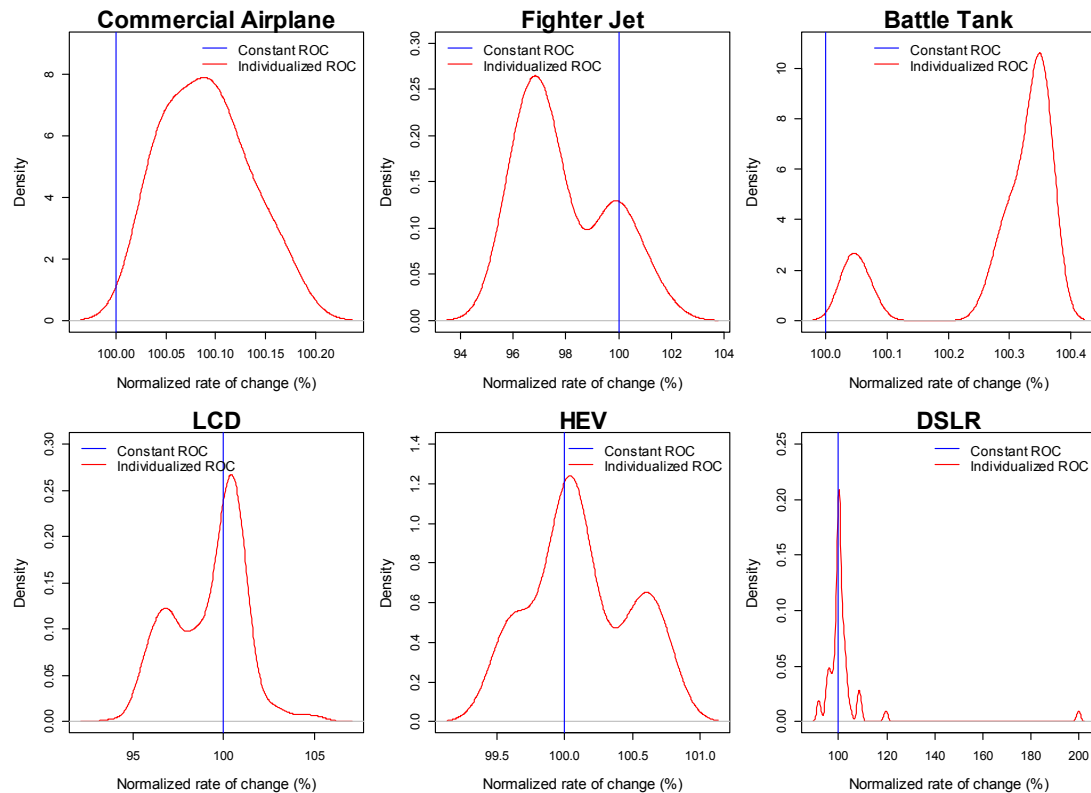 Commercial Airplane
Constant ROC
Individualized ROC
Density
0 2 4 6 8
100.00 100.05 100.10 100.15 100.20
Normalized rate of change (%)
Fighter Jet
Constant ROC
Individualized ROC
Density
0.00 0.05 0.10 0.15 0.20 0.25 0.30
94 96 98 100 102 104
Normalized rate of change (%)
Battle Tank
Constant ROC
Individualized ROC
Density
0 2 4 6 8 10
100.0 100.1 100.2 100.3 100.4
Normalized rate of change (%)
LCD
Constant ROC
Individualized ROC
Density
0.00 0.05 0.10 0.15 0.20 0.25 0.30
95 100 105
Normalized rate of change (%)
HEV
Constant ROC
Individualized ROC
Density
0.0 0.2 0.4 0.6 0.8 1.0 1.2 1.4
99.5 100.0 100.5 101.0
Normalized rate of change (%)
DSLR
Constant ROC
Individualized ROC
Density
0.00 0.05 0.10 0.15 0.20 0.25
100 120 140 160 180 200
Normalized rate of change (%)